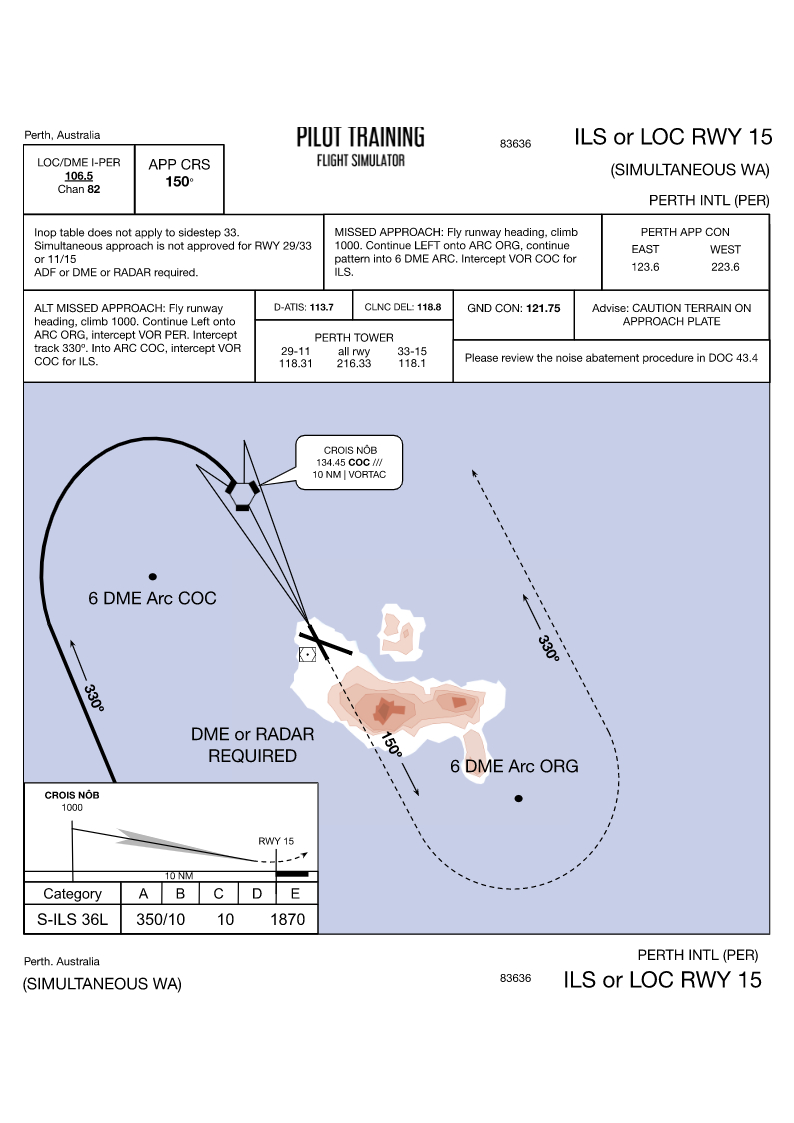 Perth, Australia
PILOT TRAINING
FLIGHT SIMULATOR
83636
ILS or LOC RWY 15
(SIMULTANEOUS WA)
PERTH INTL (PER)
LOC/DME I-PER
106.5
Chan 82
APP CRS
150°
Inop table does not apply to sidestep 33.
Simultaneous approach is not approved for RWY 29/33
or 11/15
ADF or DME or RADAR required.
MISSED APPROACH: Fly runway heading, climb
1000. Continue LEFT onto ARC ORG, continue
pattern into 6 DME ARC. Intercept VOR COC for
ILS.
PERTH APP CON
EAST WEST
123.6 223.6
ALT MISSED APPROACH: Fly runway
heading, climb 1000. Continue Left onto
ARC ORG, intercept VOR PER. Intercept
track 330º. Into ARC COC, intercept VOR
COC for ILS.
D-ATIS: 113.7
CLNC DEL: 118.8
PERTH TOWER
29-11 all rwy 33-15
118.31 216.33 118.1
GND CON: 121.75
Advise: CAUTION TERRAIN ON
APPROACH PLATE
Please review the noise abatement procedure in DOC 43.4
CROIS NÔB
134.45 COC ///
10 NM | VORTAC
6 DME Arc COC
330º
330º
DME or RADAR
REQUIRED
150º
6 DME Arc ORG
CROIS NÔB
1000
RWY 15
10 NM
Category A B C D E
S-ILS 36L 350/10 10 1870
Perth. Australia
(SIMULTANEOUS WA)
83636
PERTH INTL (PER)
ILS or LOC RWY 15